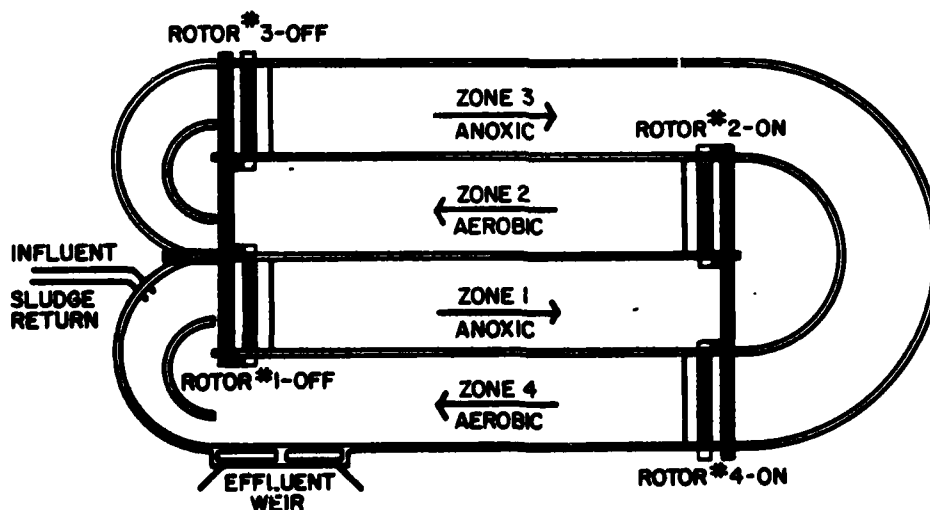 ROTOR #3-OFF
ZONE 3
ANOXIC
ROTOR #2-ON
ZONE 2
AEROBIC
INFLUENT
SLUDGE
RETURN
ZONE 1
ANOXIC
ROTOR #1-OFF
ZONE 4
AEROBIC
EFFLUENT
WEIR
ROTOR #4-ON